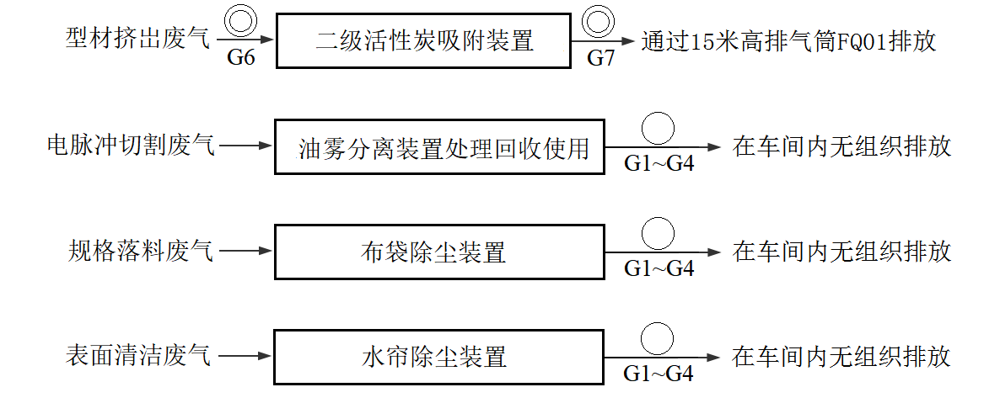 型材挤出废气 G6 二级活性炭吸附装置 G7 通过15米高排气筒FQ01排放
电脉冲切割废气 油雾分离装置处理回收使用 G1~G4 在车间内无组织排放
规格落料废气 布袋除尘装置 G1~G4 在车间内无组织排放
表面清洁废气 水帘除尘装置 G1~G4 在车间内无组织排放